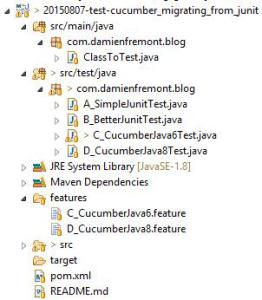 > 20150807-test-cucumber_migrating_from_junit
src/main/java
com.damienfremont.blog
ClassToTest.java
> src/test/java
> com.damienfremont.blog
A_SimpleJunitTest.java
B_BetterJunitTest.java
> C_CucumberJava6Test.java
D_CucumberJava8Test.java
JRE System Library [JavaSE-1.8]
Maven Dependencies
features
C_CucumberJava6.feature
D_CucumberJava8.feature
> src
target
pom.xml
README.md